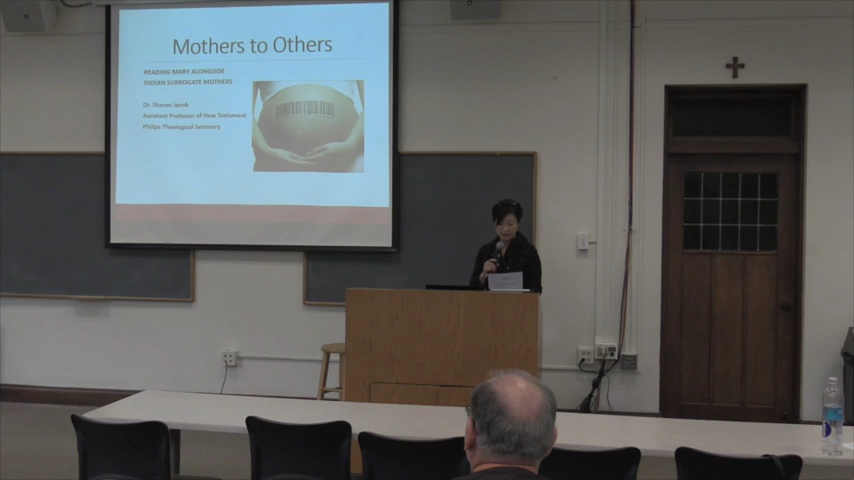 Mothers to Others
READING MARY ALONGSIDE
INDIAN SURROGATE MOTHERS
Dr. Sharon Jacob
Assistant Professor of New Testament
Philips Theological Seminary